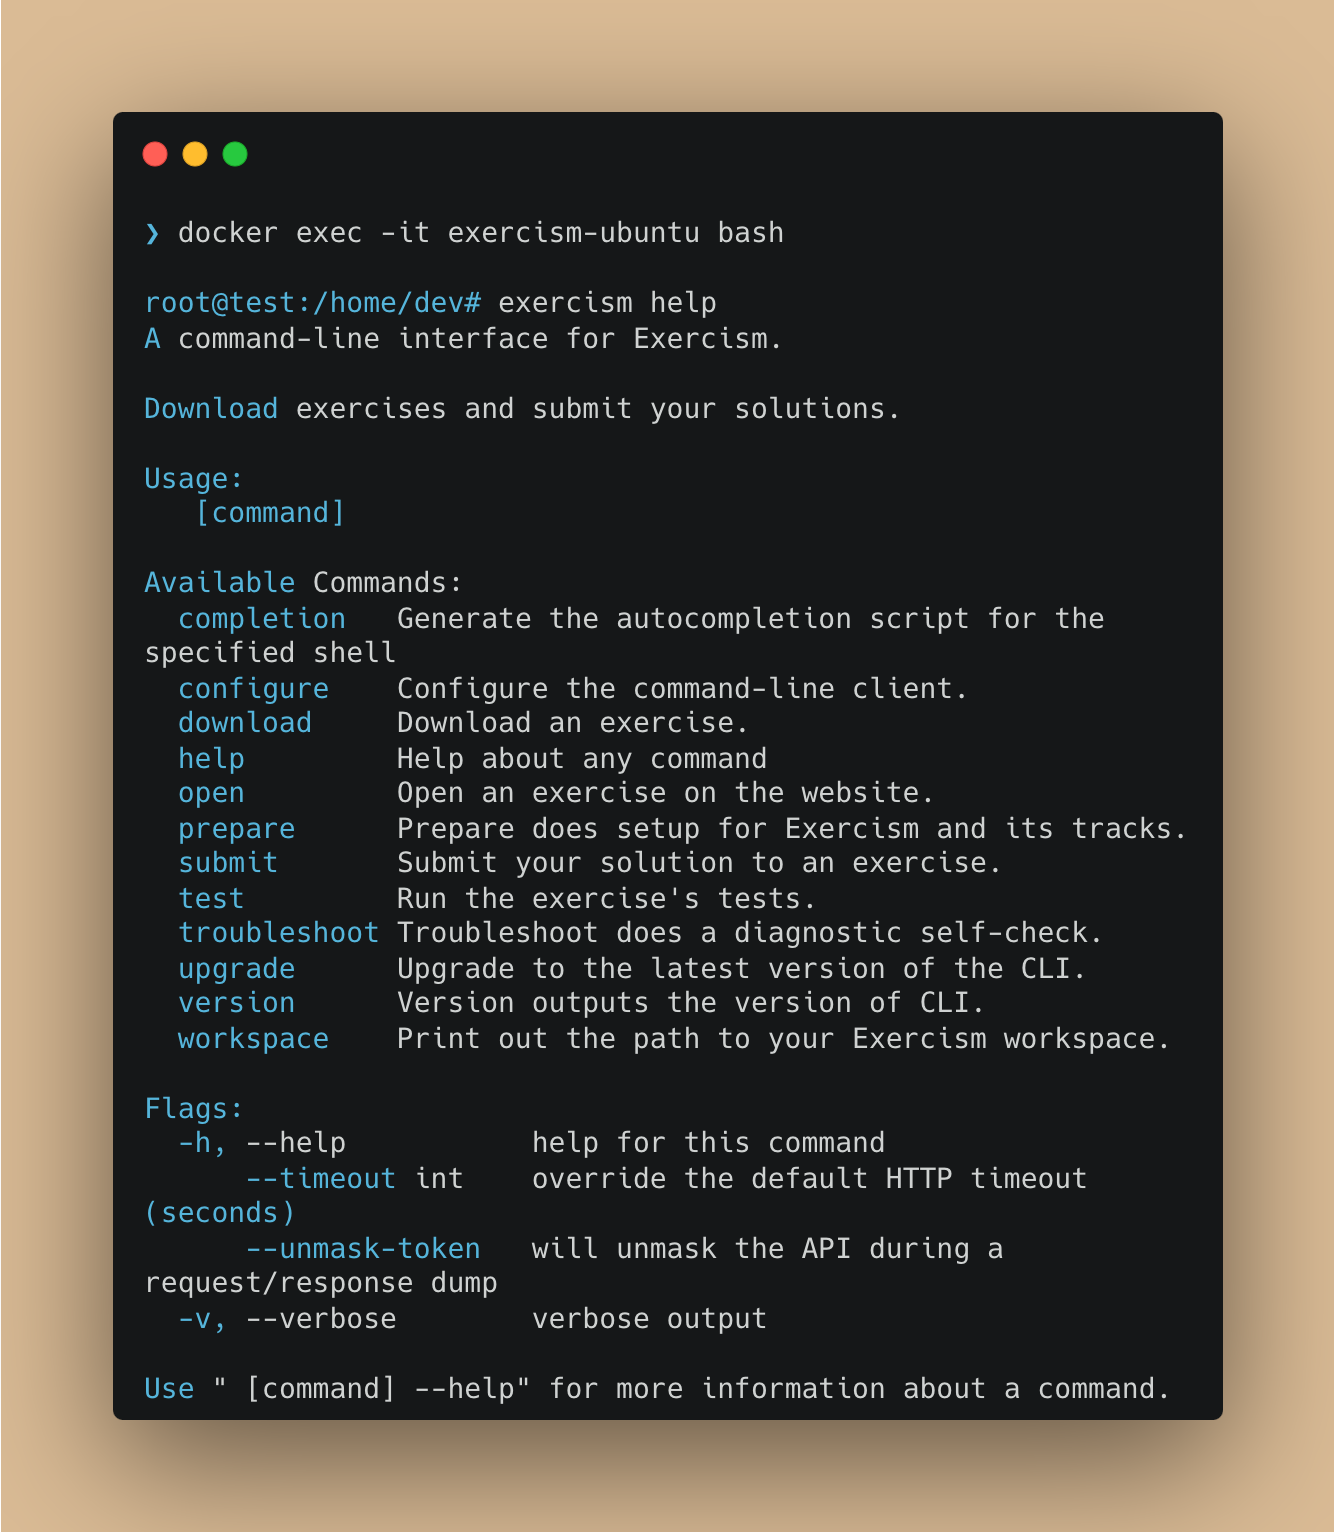 ❯ docker exec -it exercism-ubuntu bash
root@test:/home/dev# exercism help
A command-line interface for Exercism.
Download exercises and submit your solutions.
Usage:
   [command]
Available Commands:
  completion   Generate the autocompletion script for the
specified shell
  configure    Configure the command-line client.
  download     Download an exercise.
  help         Help about any command
  open         Open an exercise on the website.
  prepare      Prepare does setup for Exercism and its tracks.
  submit       Submit your solution to an exercise.
  test         Run the exercise's tests.
  troubleshoot Troubleshoot does a diagnostic self-check.
  upgrade      Upgrade to the latest version of the CLI.
  version      Version outputs the version of CLI.
  workspace    Print out the path to your Exercism workspace.
Flags:
  -h, --help           help for this command
      --timeout int    override the default HTTP timeout
(seconds)
      --unmask-token   will unmask the API during a
request/response dump
  -v, --verbose        verbose output
Use " [command] --help" for more information about a command.